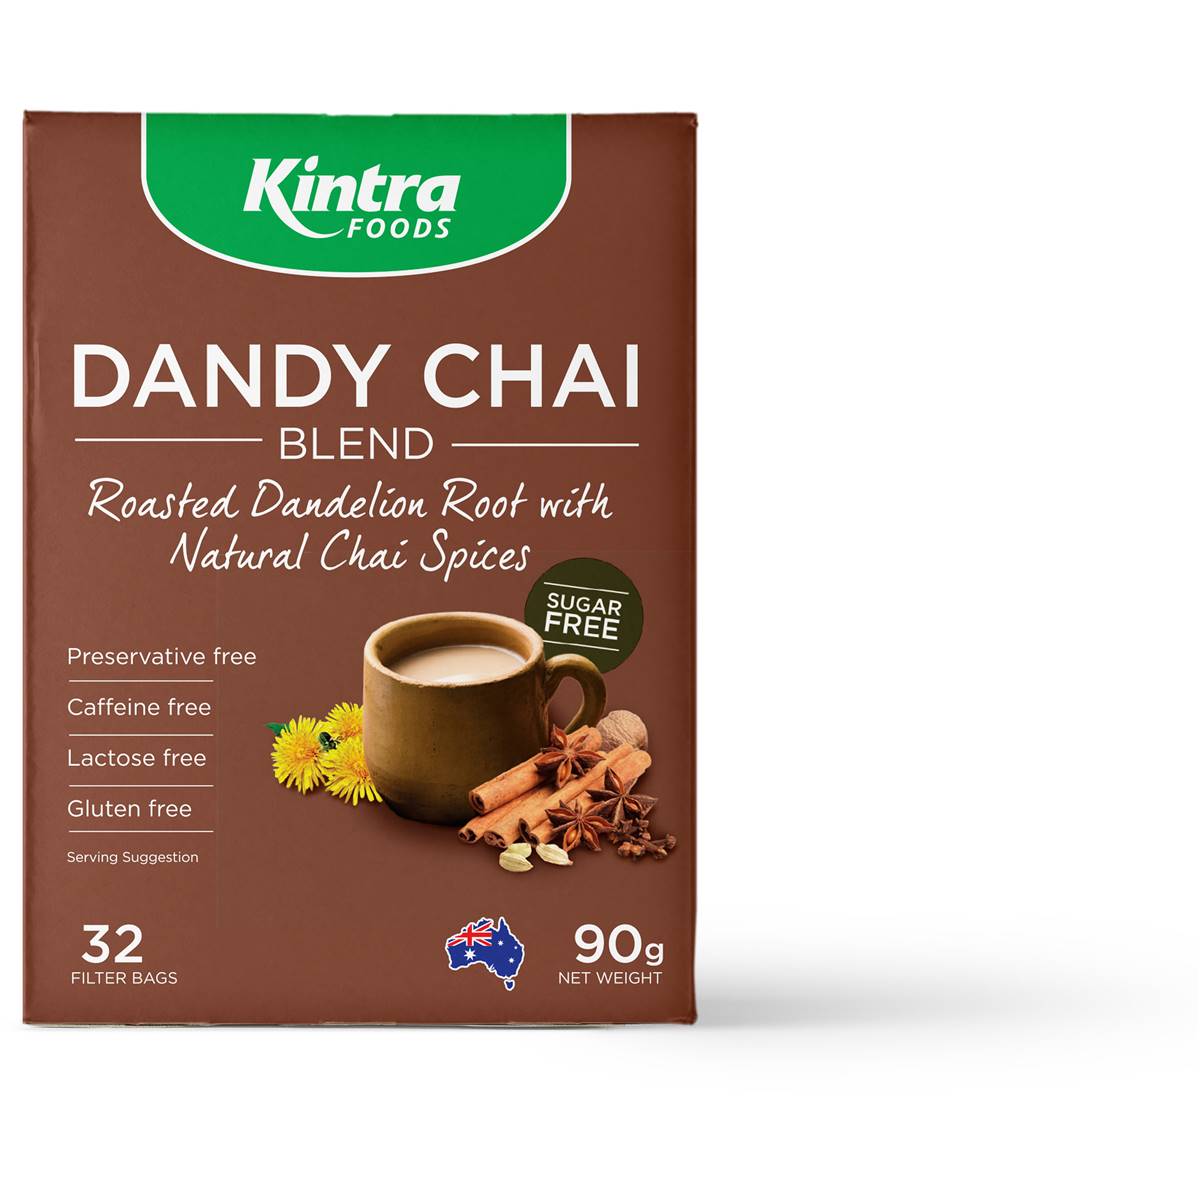 Kintra
FOODS
DANDY CHAI
BLEND
Roasted Dandelion Root with
Natural Chai Spices
SUGAR
FREE
Preservative free
Caffeine free
Lactose free
Gluten free
Serving Suggestion
32
FILTER BAGS
90g
NET WEIGHT